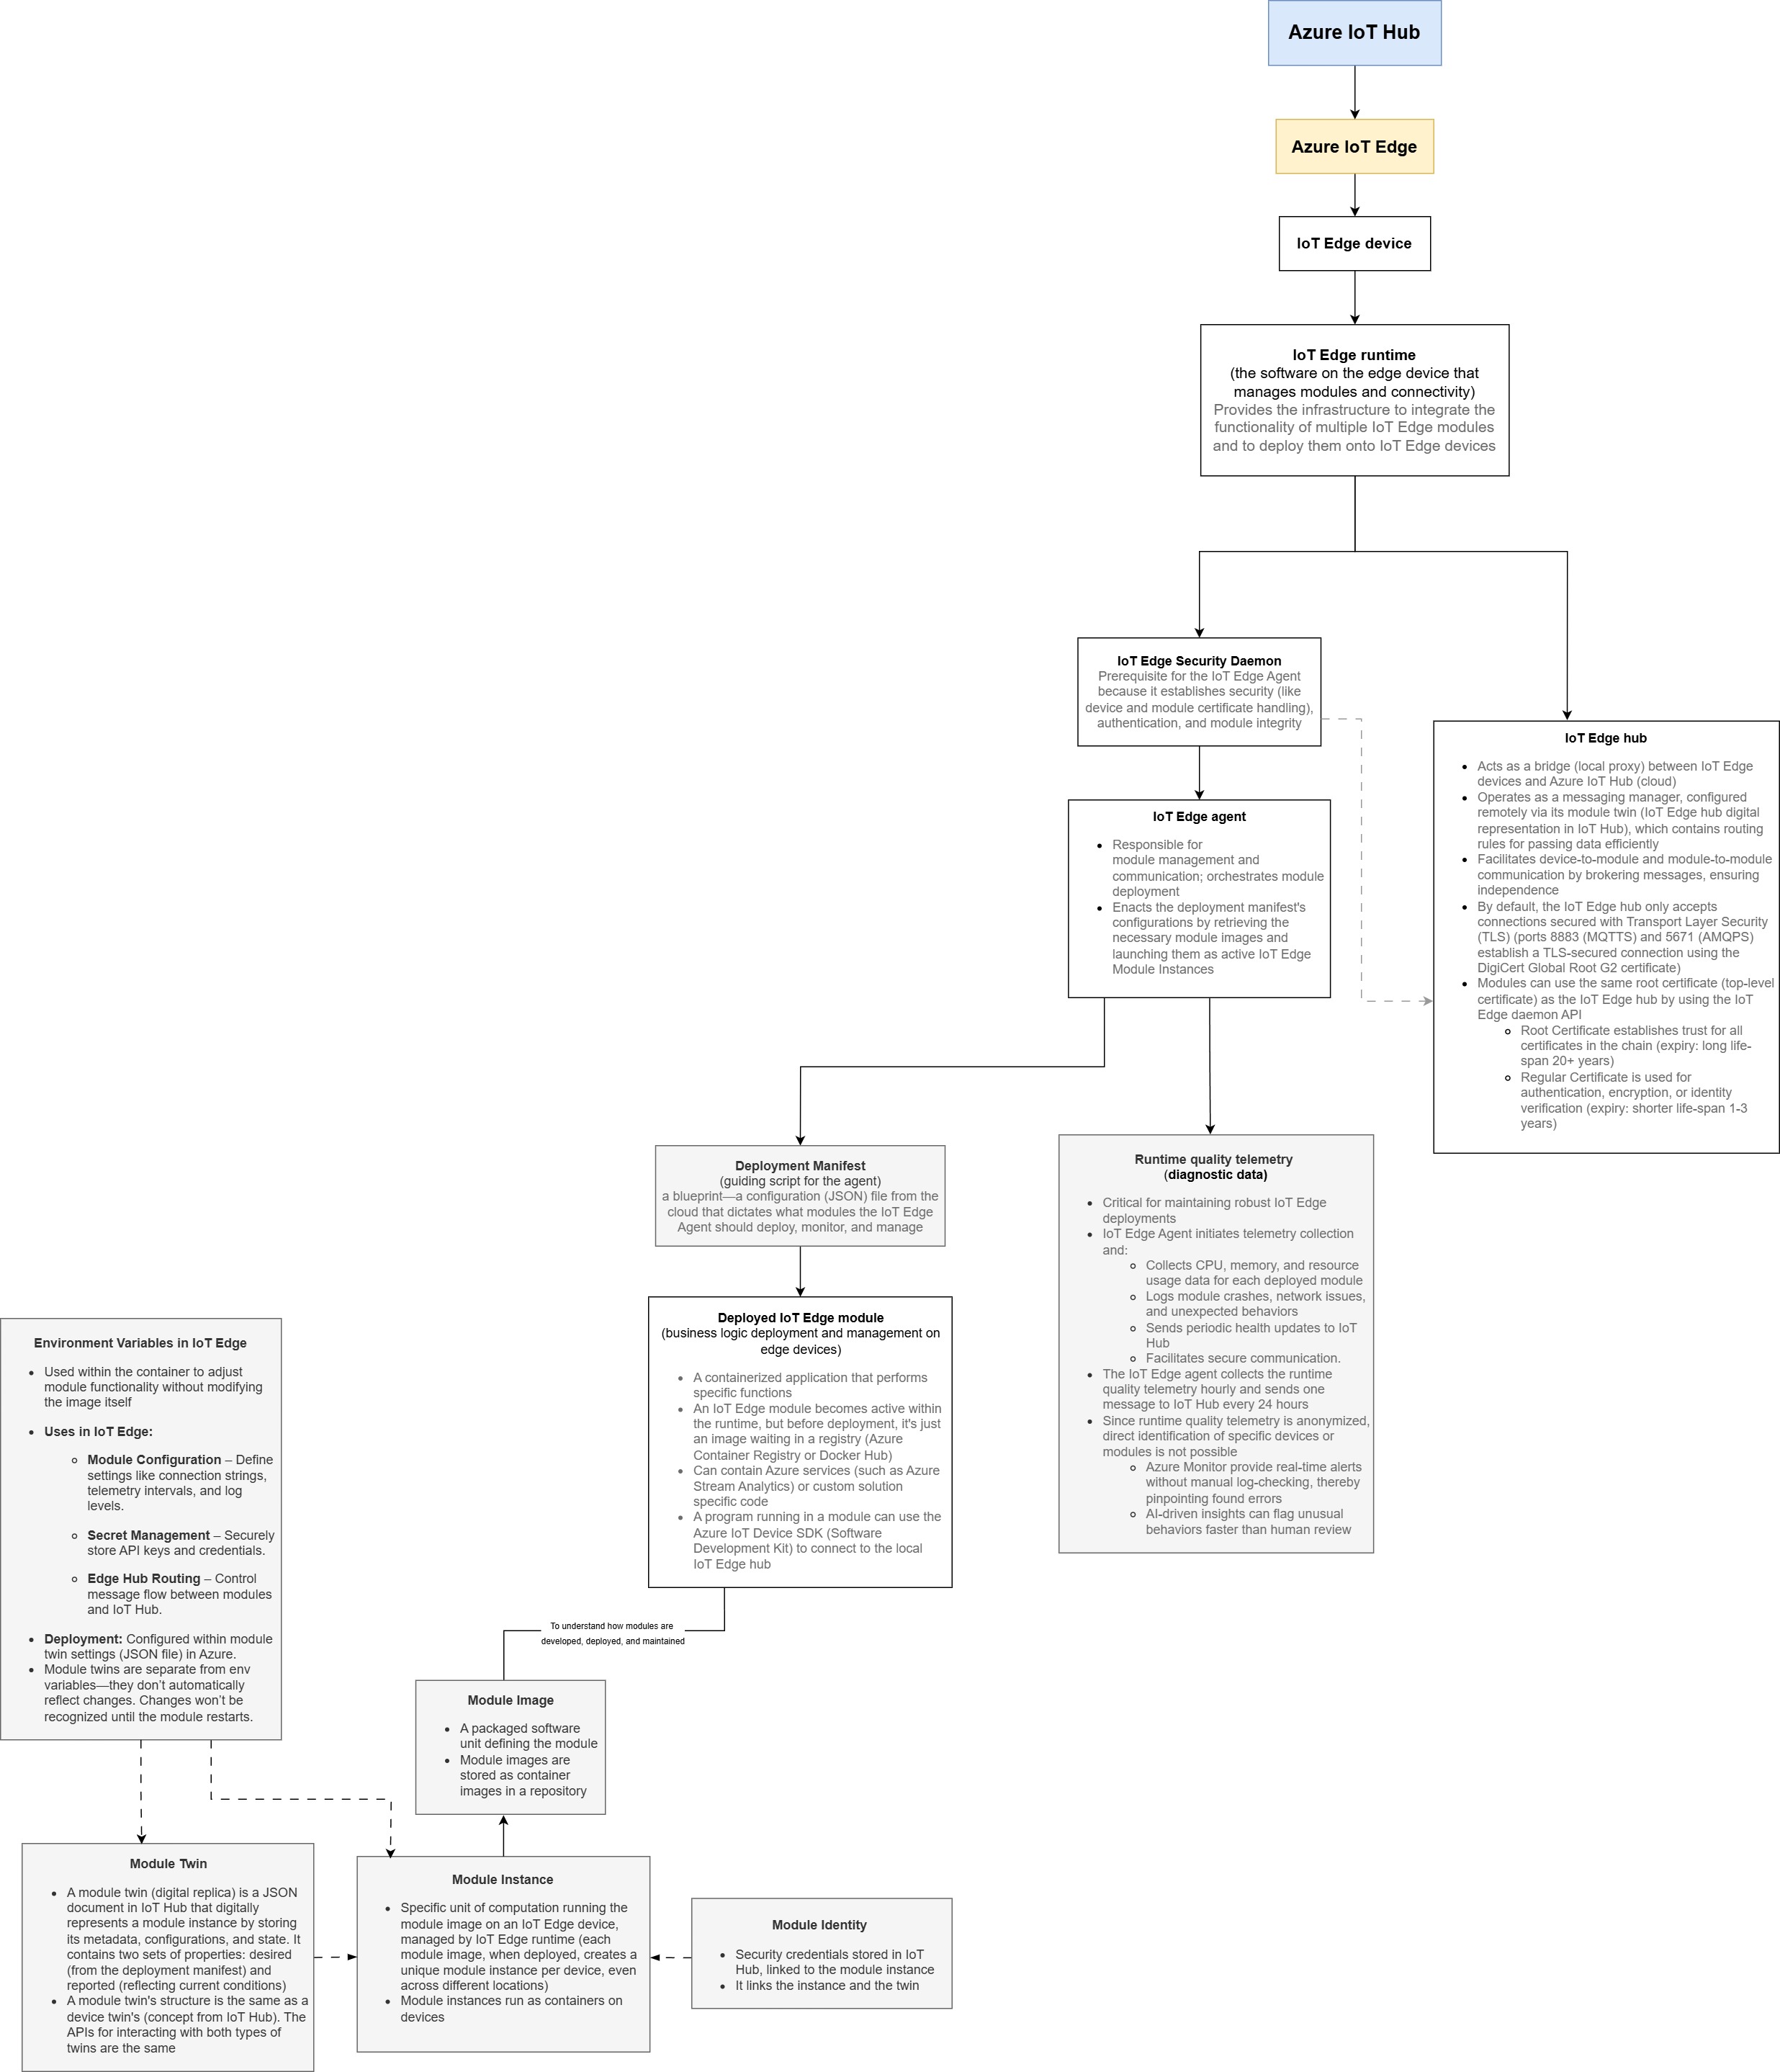 Azure IoT Hub
Azure IoT Edge
IoT Edge device
IoT Edge runtime
(the software on the edge device that
manages modules and connectivity)
Provides the infrastructure to integrate the
functionality of multiple IoT Edge modules
and to deploy them onto IoT Edge devices
IoT Edge Security Daemon
Prerequisite for the IoT Edge Agent
because it establishes security (like
device and module certificate handling),
authentication, and module integrity
IoT Edge hub
Acts as a bridge (local proxy) between IoT Edge
devices and Azure IoT Hub (cloud)
Operates as a messaging manager, configured
remotely via its module twin (IoT Edge hub digital
representation in IoT Hub), which contains routing
rules for passing data efficiently
Facilitates device-to-module and module-to-module
communication by brokering messages, ensuring
independence
By default, the IoT Edge hub only accepts
connections secured with Transport Layer Security
(TLS) (ports 8883 (MQTTS) and 5671 (AMQPS)
establish a TLS-secured connection using the
DigiCert Global Root G2 certificate)
Modules can use the same root certificate (top-level
certificate) as the IoT Edge hub by using the IoT
Edge daemon API
Root Certificate establishes trust for all
certificates in the chain (expiry: long life-
span 20+ years)
Regular Certificate is used for
authentication, encryption, or identity
verification (expiry: shorter life-span 1-3
years)
IoT Edge agent
Responsible for
module management and
communication; orchestrates module
deployment
Enacts the deployment manifest's
configurations by retrieving the
necessary module images and
launching them as active IoT Edge
Module Instances
Deployment Manifest
(guiding script for the agent)
a blueprint—a configuration (JSON) file from the
cloud that dictates what modules the IoT Edge
Agent should deploy, monitor, and manage
Runtime quality telemetry
(diagnostic data)
Critical for maintaining robust IoT Edge
deployments
IoT Edge Agent initiates telemetry collection
and:
Collects CPU, memory, and resource
usage data for each deployed module
Logs module crashes, network issues,
and unexpected behaviors
Sends periodic health updates to IoT
Hub
Facilitates secure communication.
The IoT Edge agent collects the runtime
quality telemetry hourly and sends one
message to IoT Hub every 24 hours
Since runtime quality telemetry is anonymized,
direct identification of specific devices or
modules is not possible
Azure Monitor provide real-time alerts
without manual log-checking, thereby
pinpointing found errors
AI-driven insights can flag unusual
behaviors faster than human review
Deployed IoT Edge module
(business logic deployment and management on
edge devices)
A containerized application that performs
specific functions
An IoT Edge module becomes active within
the runtime, but before deployment, it's just
an image waiting in a registry (Azure
Container Registry or Docker Hub)
Can contain Azure services (such as Azure
Stream Analytics) or custom solution
specific code
A program running in a module can use the
Azure IoT Device SDK (Software
Development Kit) to connect to the local
IoT Edge hub
Environment Variables in IoT Edge
Used within the container to adjust
module functionality without modifying
the image itself
Uses in IoT Edge:
Module Configuration – Define
settings like connection strings,
telemetry intervals, and log
levels.
Secret Management – Securely
store API keys and credentials.
Edge Hub Routing – Control
message flow between modules
and IoT Hub.
Deployment: Configured within module
twin settings (JSON file) in Azure.
Module twins are separate from env
variables—they don't automatically
reflect changes. Changes won't be
recognized until the module restarts.
To understand how modules are
developed, deployed, and maintained
Module Image
A packaged software
unit defining the module
Module images are
stored as container
images in a repository
Module Twin
A module twin (digital replica) is a JSON
document in IoT Hub that digitally
represents a module instance by storing
its metadata, configurations, and state. It
contains two sets of properties: desired
(from the deployment manifest) and
reported (reflecting current conditions)
A module twin's structure is the same as a
device twin's (concept from IoT Hub). The
APIs for interacting with both types of
twins are the same
Module Instance
Specific unit of computation running the
module image on an IoT Edge device,
managed by IoT Edge runtime (each
module image, when deployed, creates a
unique module instance per device, even
across different locations)
Module instances run as containers on
devices
Module Identity
Security credentials stored in IoT
Hub, linked to the module instance
It links the instance and the twin